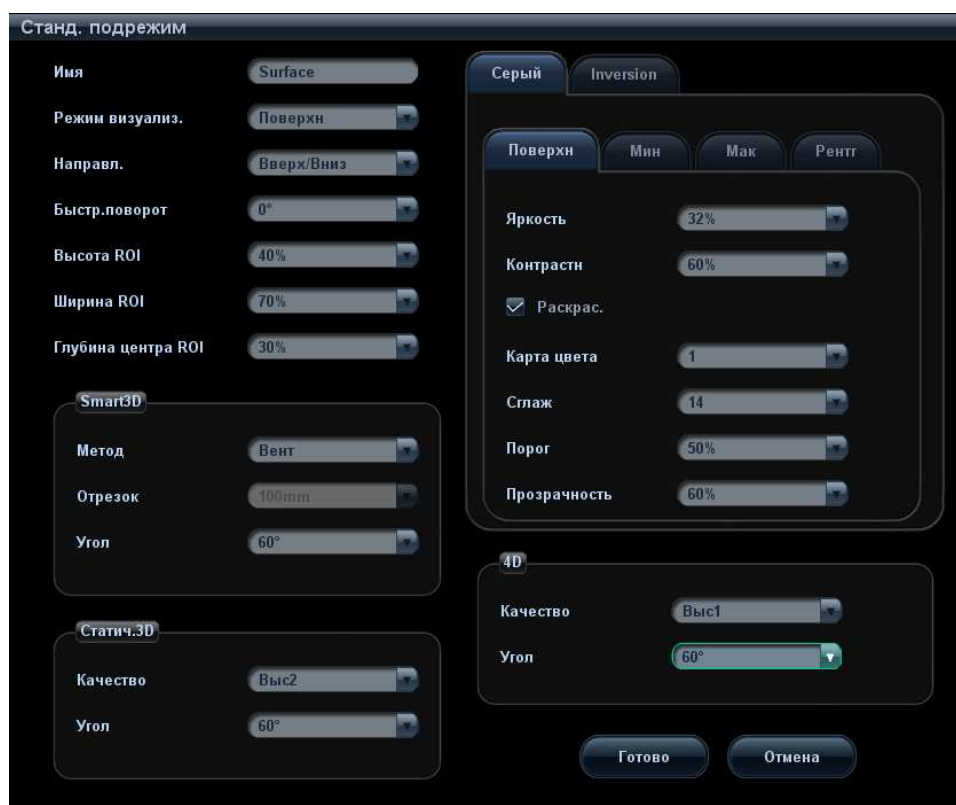 Станд. подрежим
Имя Surface
Режим визуализ. Поверхн
Направл. Вверх/Вниз
Быстр.поворот 0°
Высота ROI 40%
Ширина ROI 70%
Глубина центра ROI 30%
Smart3D
Метод Вент
Отрезок 100mm
Угол 60°
Статич.3D
Качество Выс2
Угол 60°
Серый Inversion
Поверхн Мин Мак Рентг
Яркость 32%
Контрастн 60%
Раскрас.
Карта цвета 1
Сглаж 14
Порог 50%
Прозрачность 60%
4D
Качество Выс1
Угол 60°
Готово Отмена